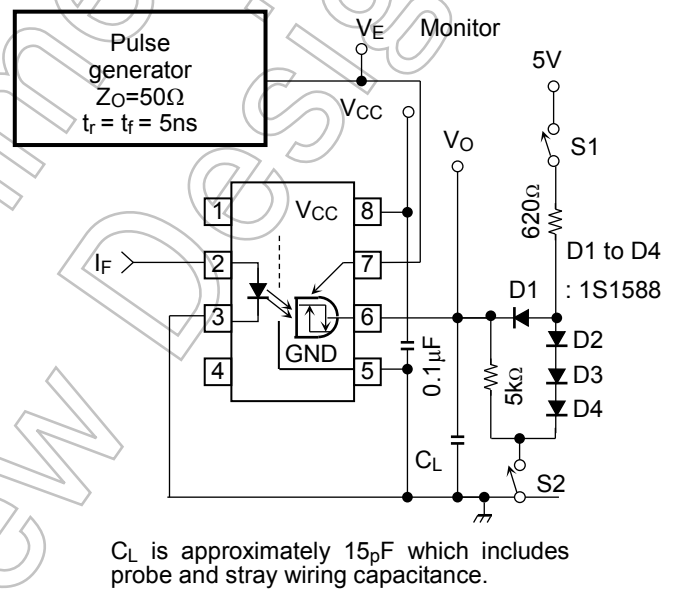 Pulse
generator
ZO=50Ω
tr = tf = 5ns
VE
Monitor
5V
VCC
VO
S1
620Ω
1
VCC
8
IF
2
7
D1 to D4
: 1S1588
D1
3
6
GND
D2
D3
D4
4
5
0.1μF
5kΩ
CL
S2
CL is approximately 15pF which includes
probe and stray wiring capacitance.